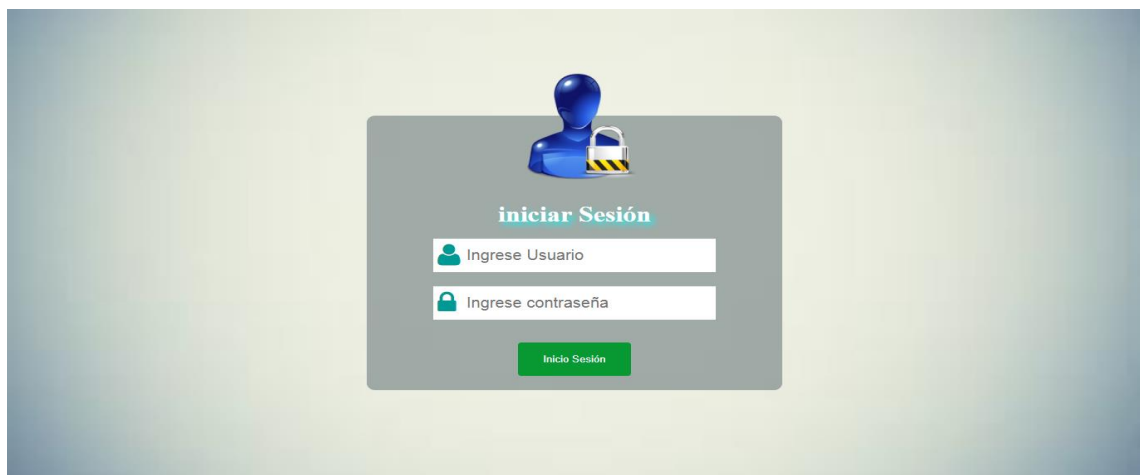 iniciar Sesión
Ingrese Usuario
Ingrese contraseña
Inicio Sesión